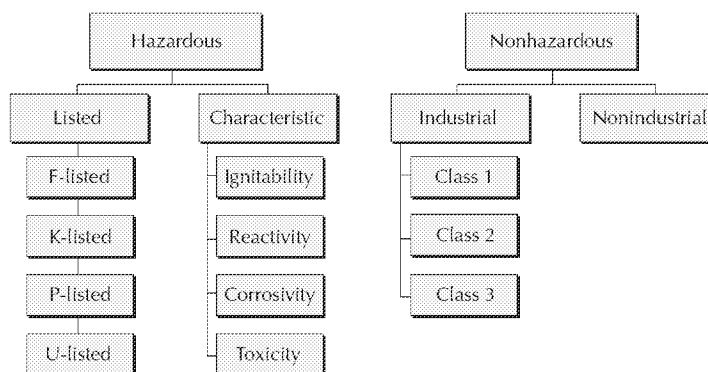 Hazardous
Nonhazardous
Listed
Characteristic
Industrial
Nonindustrial
F-listed
Ignitability
Class 1
K-listed
Reactivity
Class 2
P-listed
Corrosivity
Class 3
U-listed
Toxicity